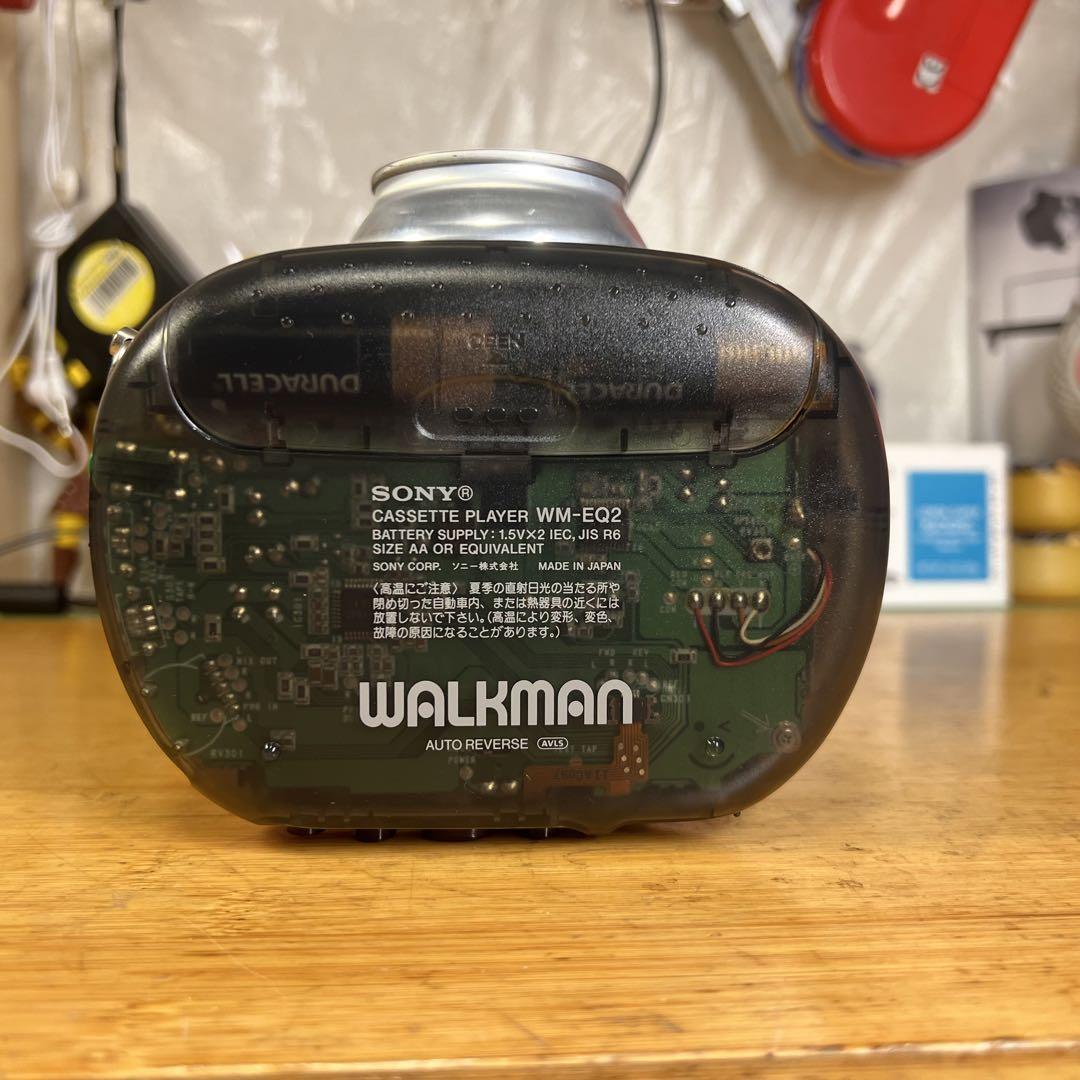 OPEN
DURACELL
DURACELL
SONY®
CASSETTE PLAYER WM-EQ2
BATTERY SUPPLY: 1.5V×2 IEC, JIS R6
SIZE AA OR EQUIVALENT
SONY CORP. ソニー株式会社 MADE IN JAPAN
〈高温にご注意〉 夏季の直射日光の当たる所や
閉め切った自動車内、または熱器具の近くには
放置しないで下さい。(高温により変形、変色、
故障の原因になることがあります。)
MIX OUT
RV301
WALKMAN
AUTO REVERSE AVLS
POWER